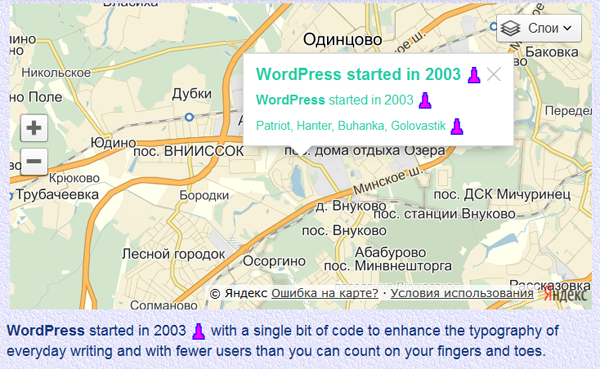 Власиха
Одинцово
Слои
Баковка
Никольское
Дубки
WordPress started in 2003
WordPress started in 2003
Patriot, Hanter, Buhanka, Golovastik
Передел
Юдино
пос. ВНИИССОК
пос. дома отдыха Озера
Крюково
Трубачеевка
Бородки
Минское ш.
пос. ДСК Мичуринец
д. Внуково
пос. станции Внуково
пос. Внуково
Лесной городок
Осоргино
Абабурово
пос. Минвнешторга
Рассказовка
Солманово
© Яндекс Ошибка на карте? · Условия использования
Яндекс
WordPress started in 2003 with a single bit of code to enhance the typography of
everyday writing and with fewer users than you can count on your fingers and toes.